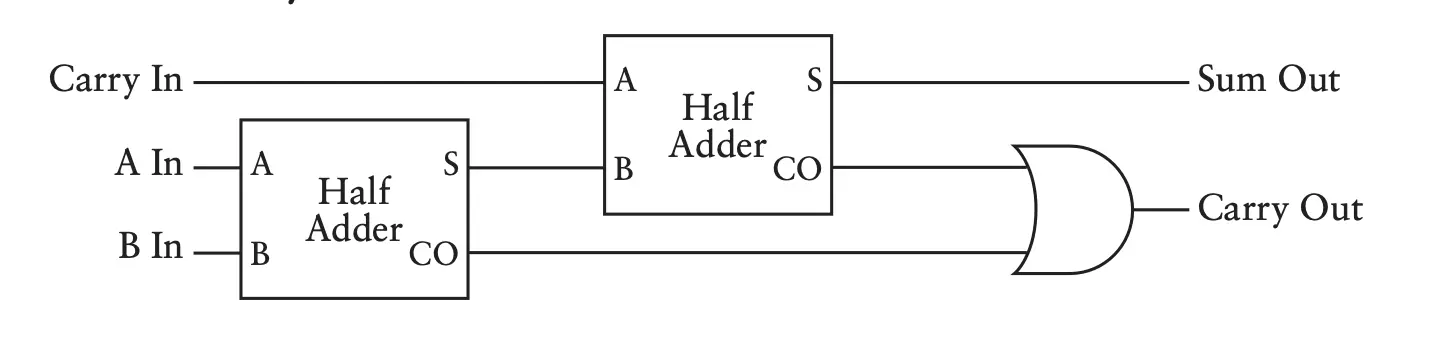 Carry In
A In
B In
A
B
Half
Adder
S
CO
A
B
Half
Adder
S
CO
Sum Out
Carry Out